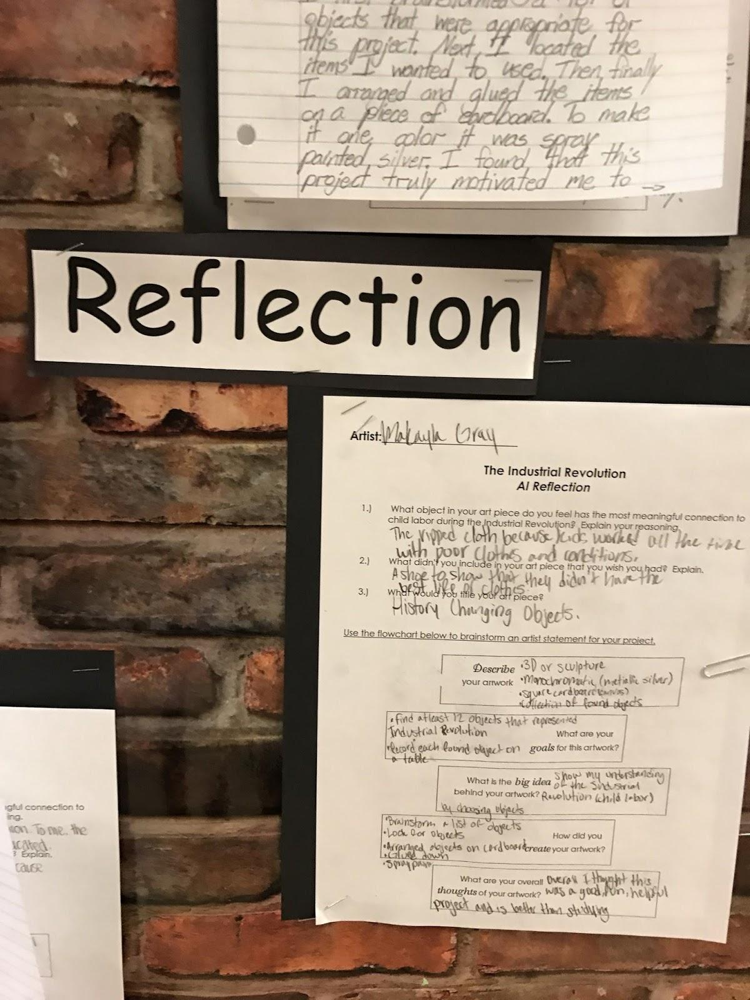 objects that were appropriate for
this project. Next, I located the
items I wanted to used. Then finally
I arranged and glued the items
on a piece of cardboard. To make
it one color it was spray
painted silver. I found that this
project truly motivated me to →
Reflection
Artist: Makayla Gray
The Industrial Revolution
AI Reflection
1.) What object in your art piece do you feel has the most meaningful connection to
child labor during the Industrial Revolution? Explain your reasoning.
The ripped cloth because kids worked all the time
with poor clothes and conditions.
2.) What didn't you include in your art piece that you wish you had? Explain.
A shoe to show that they didn't have the
best of clothes.
3.) What would you title your art piece?
History Changing Objects.
Use the flowchart below to brainstorm an artist statement for your project.
Describe •3D or sculpture
your artwork •Monochromatic (metallic silver)
•square cardboard (canvas)
•collection of found objects
•Find atleast 12 objects that represented
Industrial Revolution What are your
•Record each found object on goals for this artwork?
a table
What is the big idea show my understanding
behind your artwork? of the Industrial
Revolution (child labor)
by choosing objects
•Brainstorm a list of objects
•Look for objects How did you
•Arranged objects on cardboard create your artwork?
•Glued down
•Spray paint
What are your overall Overall I thought this
thoughts of your artwork? was a good, fun, helpful
project and is better than studying
gful connection to
ing.
ion. To me, the
ucated.
? Explain.
cause